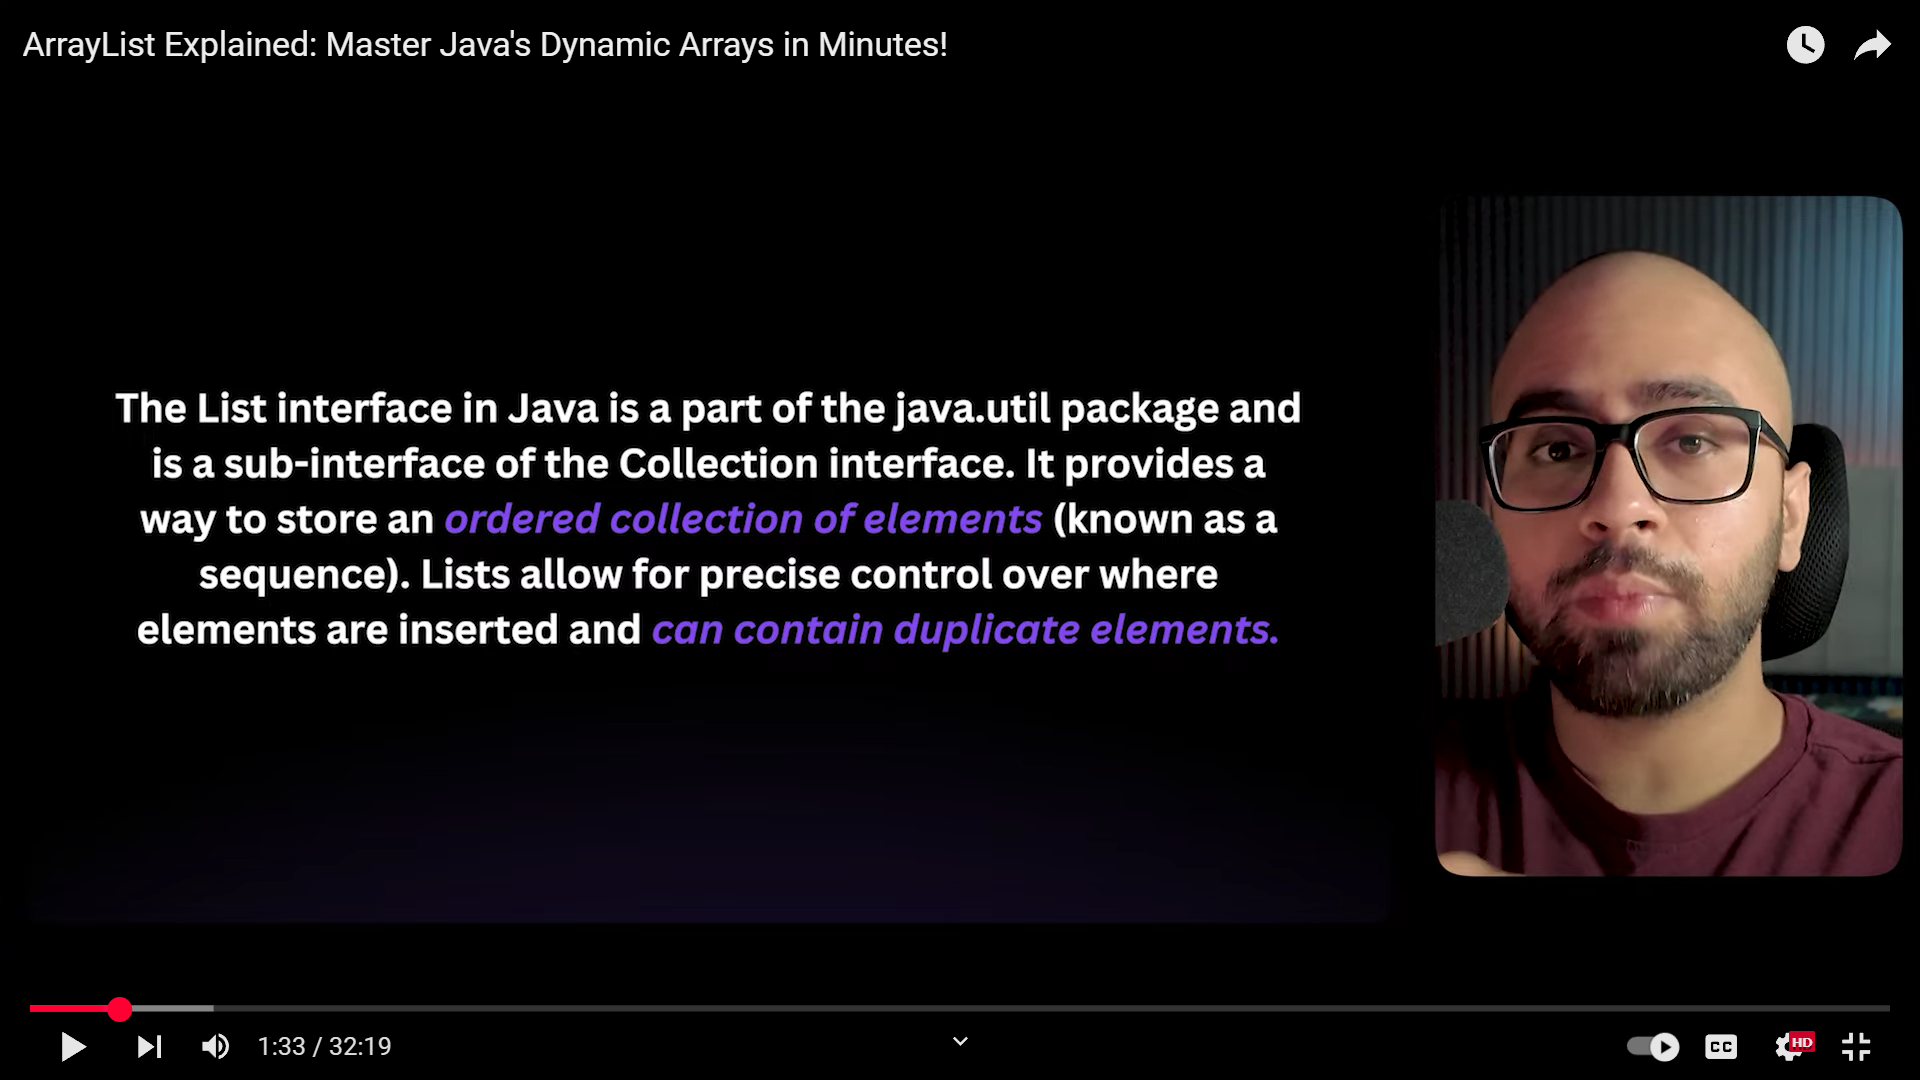 ArrayList Explained: Master Java's Dynamic Arrays in Minutes!
The List interface in Java is a part of the java.util package and
is a sub-interface of the Collection interface. It provides a
way to store an ordered collection of elements (known as a
sequence). Lists allow for precise control over where
elements are inserted and can contain duplicate elements.
1:33 / 32:19
CC
HD